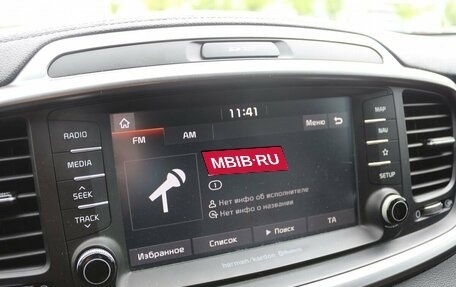 11:41
FM
AM
Меню
RADIO
MEDIA
SEEK
TRACK
MAP
NAV
SETUP
MBIB-RU
Нет инфо об исполнителе
Нет инфо о названии
Избранное
Список
Поиск
TA
harman/kardon